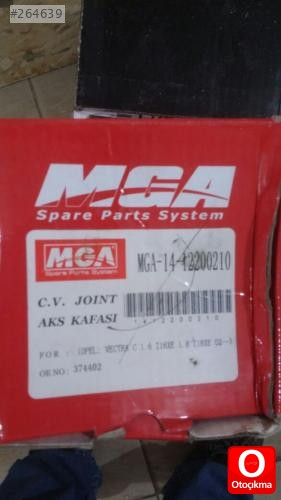 #264639
MGA
Spare Parts System
MGA
Spare Parts System
MGA-14-12200210
C.V. JOINT
AKS KAFASI
1412200210
FOR : (OPEL) VECTRA C 1.6 Z16XE 1.8 Z18XE 02-->
OE NO: 374402
Otoçıkma